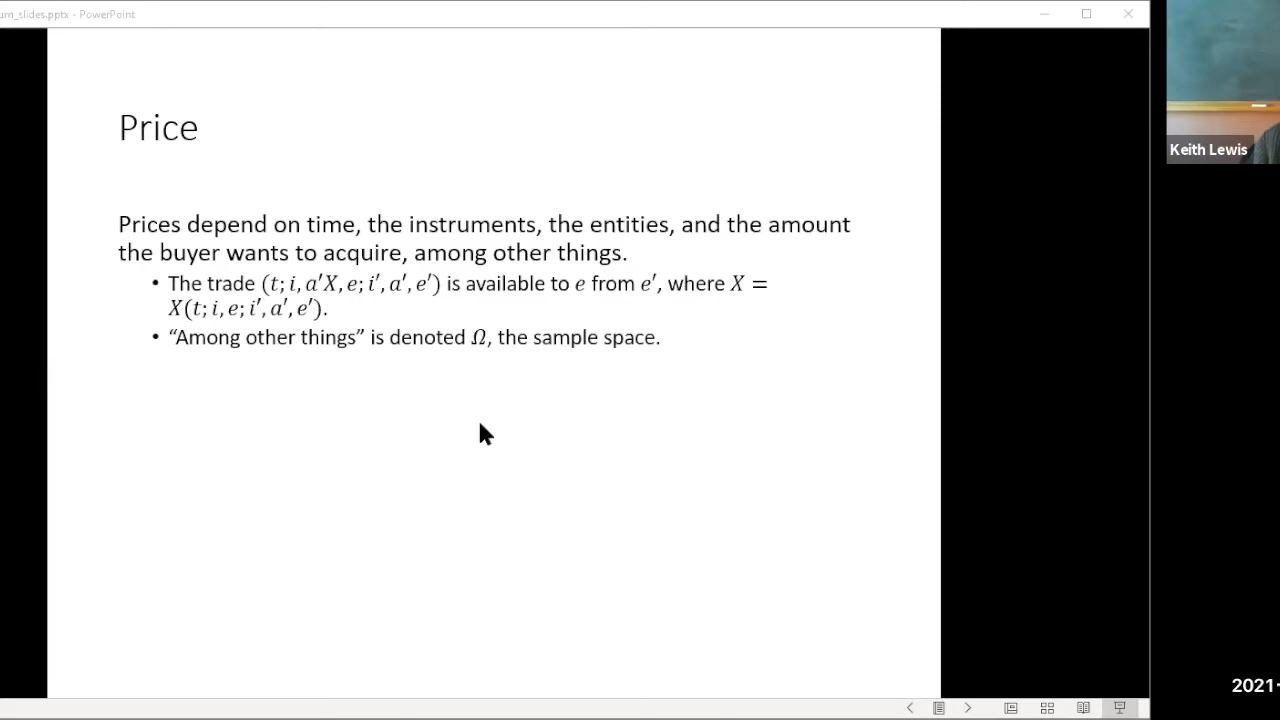 um_slides.pptx - PowerPoint
Price
Prices depend on time, the instruments, the entities, and the amount
the buyer wants to acquire, among other things.
• The trade (t; i, a′X, e; i′, a′, e′) is available to e from e′, where X =
X(t; i, e; i′, a′, e′).
• “Among other things” is denoted Ω, the sample space.
Keith Lewis
2021-